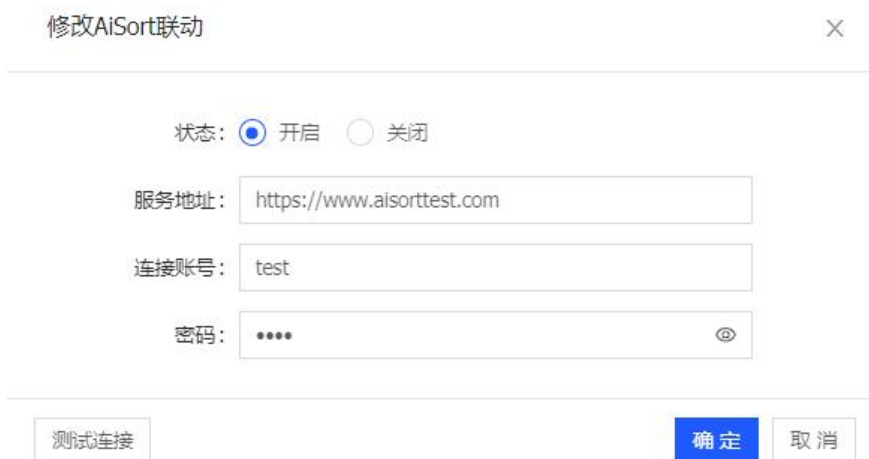 修改AiSort联动
状态： 开启 关闭
服务地址： https://www.aisorttest.com
连接账号： test
密码： ••••
测试连接 确定 取消